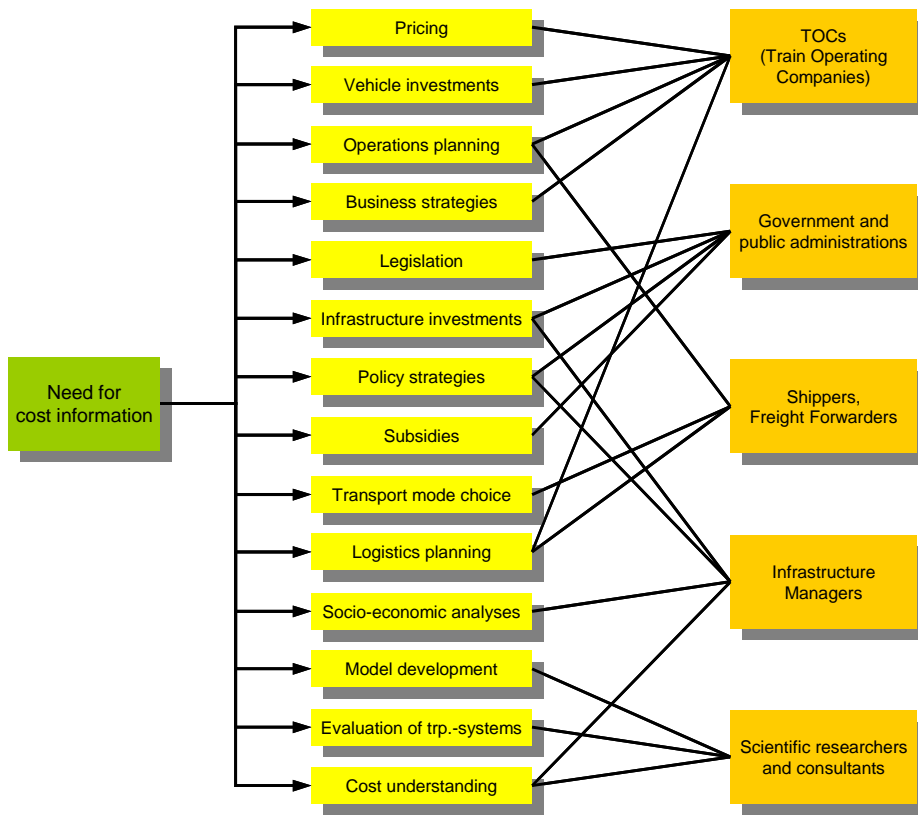 Need for
cost information
Pricing
Vehicle investments
Operations planning
Business strategies
Legislation
Infrastructure investments
Policy strategies
Subsidies
Transport mode choice
Logistics planning
Socio-economic analyses
Model development
Evaluation of trp.-systems
Cost understanding
TOCs
(Train Operating
Companies)
Government and
public administrations
Shippers,
Freight Forwarders
Infrastructure
Managers
Scientific researchers
and consultants